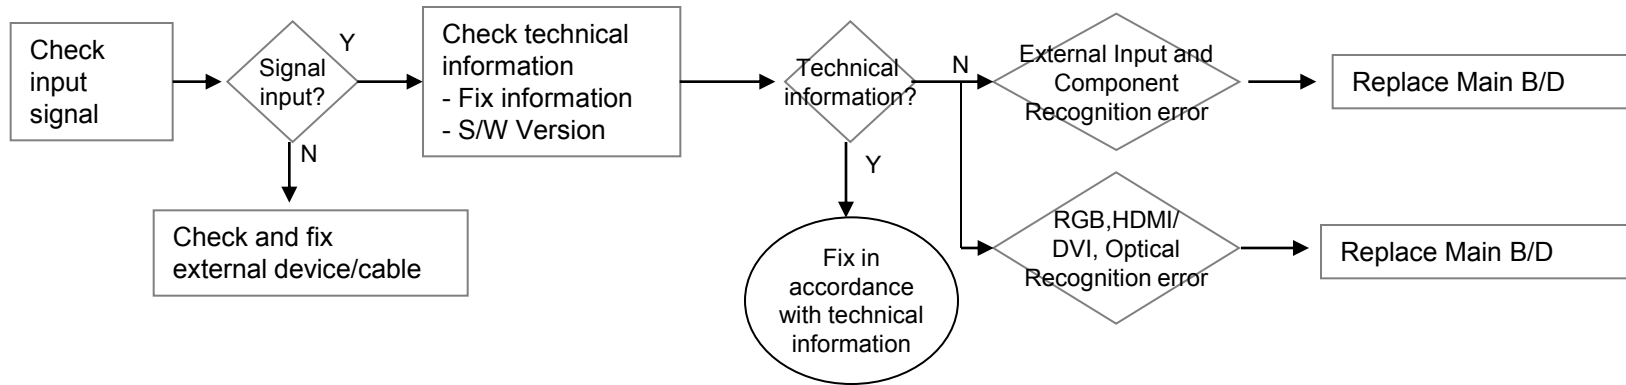 Check
input
signal
Signal
input?
Y
N
Check and fix
external device/cable
Check technical
information
- Fix information
- S/W Version
Technical
information?
N
Y
Fix in
accordance
with technical
information
External Input and
Component
Recognition error
Replace Main B/D
RGB,HDMI/
DVI, Optical
Recognition error
Replace Main B/D